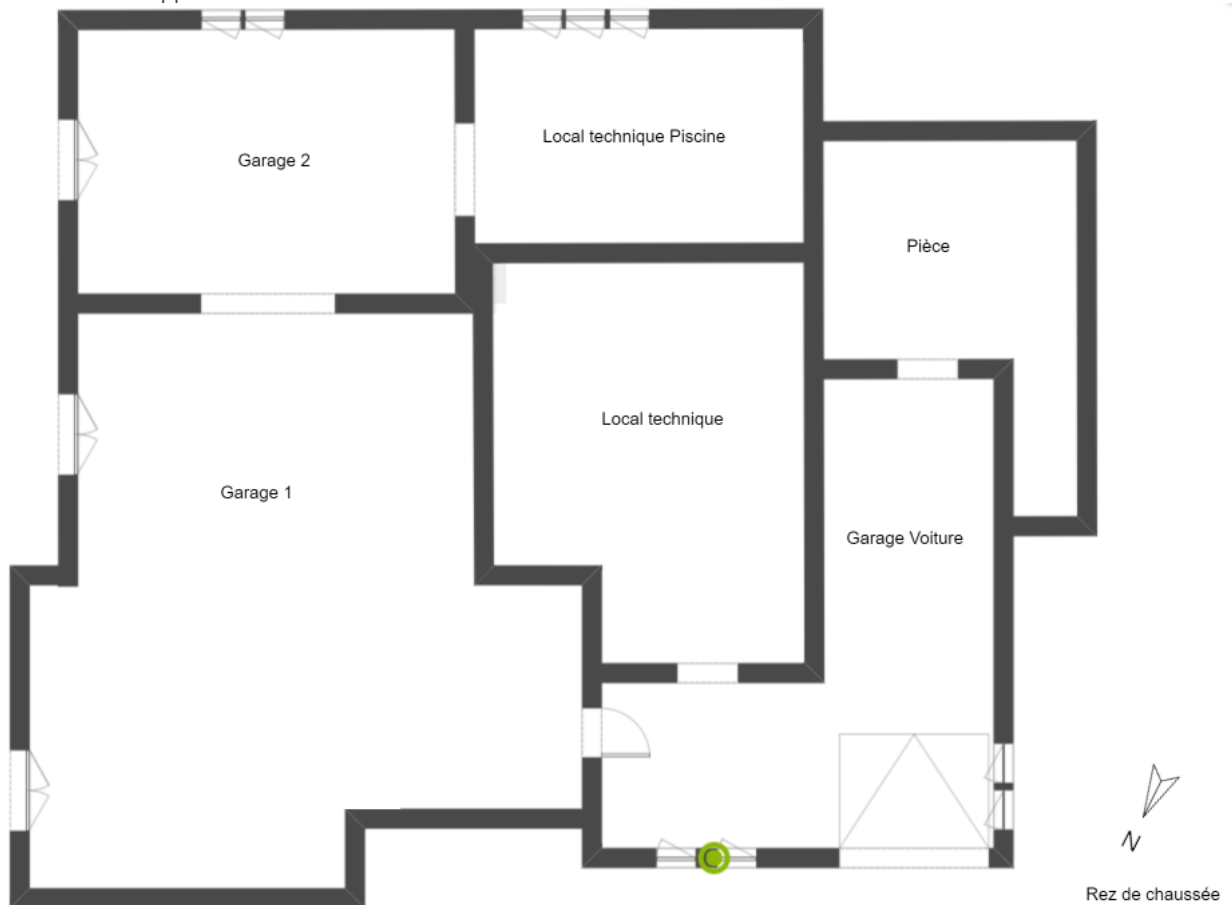 Local technique Piscine
Garage 2
Pièce
Local technique
Garage 1
Garage Voiture
C
N
Rez de chaussée